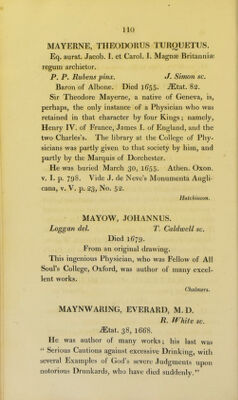 110
MAYERNE, THEODORUS TURQUETUS.
Eq. aurat. Jacob. I. et Carol. I. Magnæ Britanniæ
regum archietor.
P. P. Rubens pinx. J. Simon sc.
Baron of Albone. Died 1655. Ætat. 82.
Sir Theodore Mayerne, a native of Geneva, is,
perhaps, the only instance of a Physician who was
retained in that character by four Kings; namely,
Henry IV. of France, James I. of England, and the
two Charles's. The library at the College of Phy-
sicians was partly given to that society by him, and
partly by the Marquis of Dorchester.
He was buried March 30, 1655. Athen. Oxon.
v. I. p. 798. Vide J. de Neve's Monumenta Angli-
cana, v. V. p. 23, No. 52.
Hutchinson.
MAYOW, JOHANNUS.
Loggan del. T. Caldwell sc.
Died 1679.
From an original drawing.
This ingenious Physician, who was Fellow of All
Soul's College, Oxford, was author of many excel-
lent works.
Chalmers.
MAYNWARING, EVERARD, M. D.
R. White sc.
Ætat. 38, 1668.
He was author of many works; his last was
" Serious Cautions against excessive Drinking, with
several Examples of God's severe Judgments upon
notorious Drunkards, who have died suddenly."